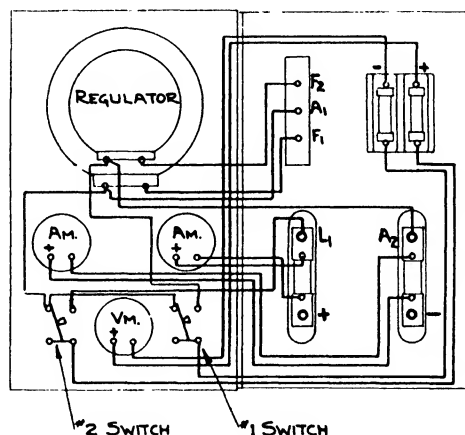 - +
REGULATOR
F2
A1
F1
AM.
+
AM.
+
L1
A2
VM.
+
+
-
#2 SWITCH
#1 SWITCH